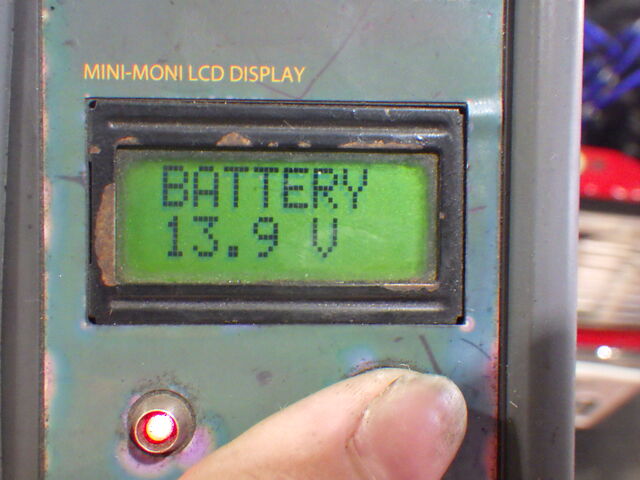 MINI-MONI LCD DISPLAY
BATTERY
13.9 V